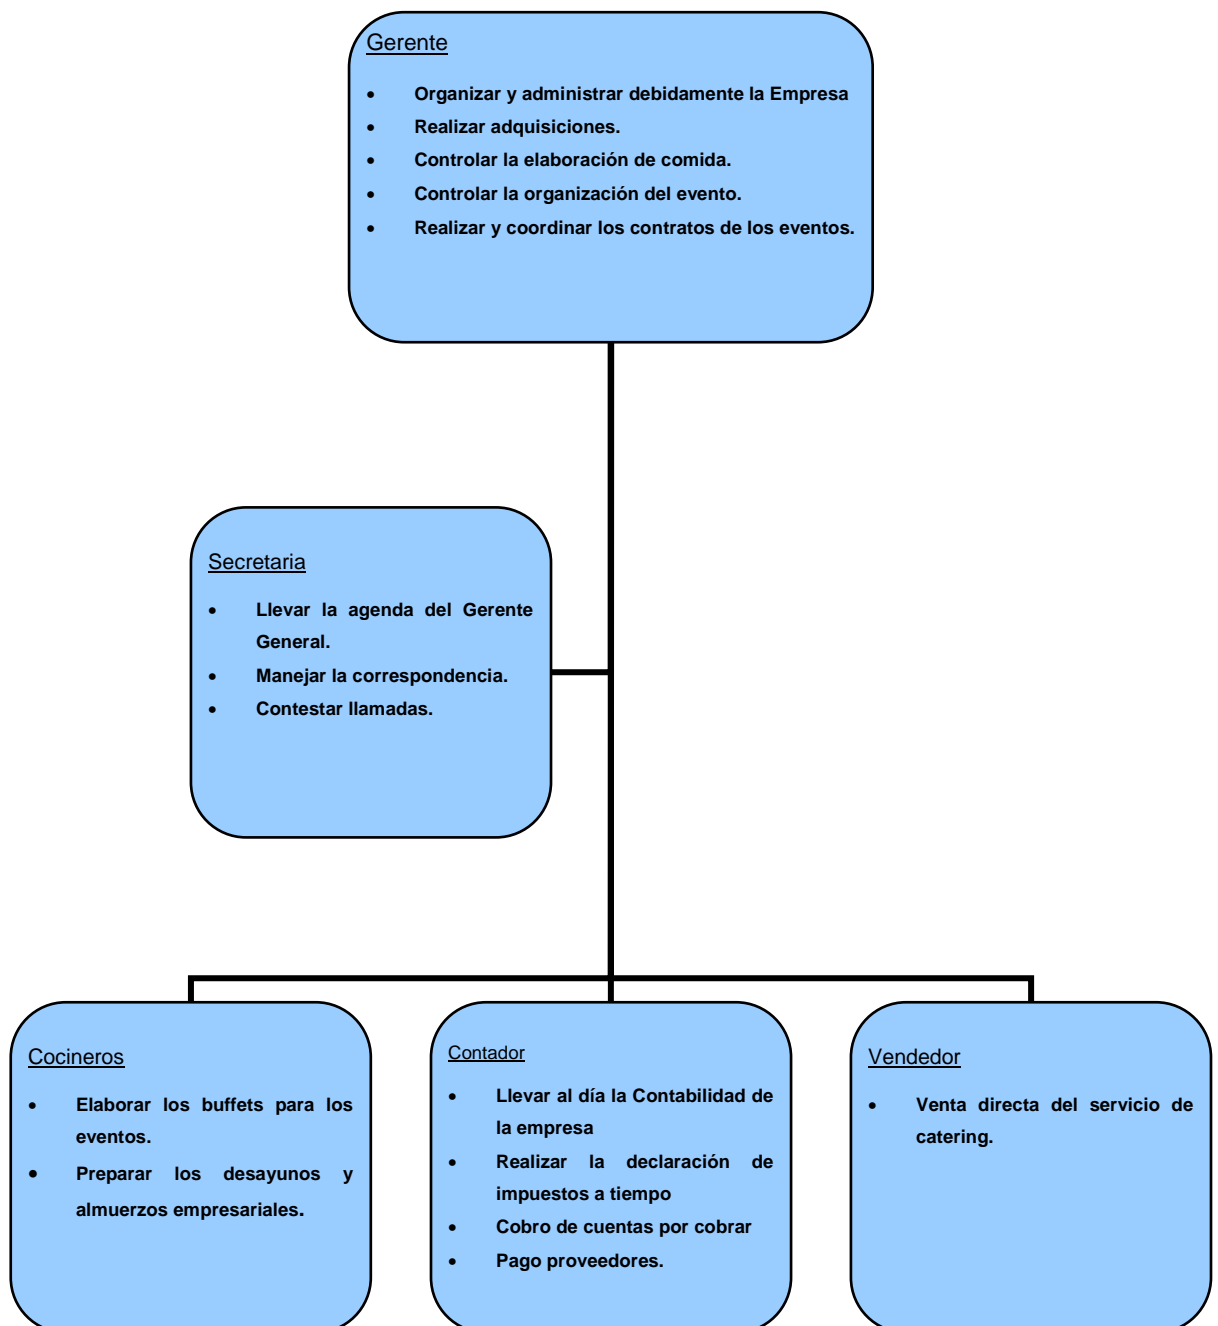 Gerente
• Organizar y administrar debidamente la Empresa
• Realizar adquisiciones.
• Controlar la elaboración de comida.
• Controlar la organización del evento.
• Realizar y coordinar los contratos de los eventos.
Secretaria
• Llevar la agenda del Gerente
General.
• Manejar la correspondencia.
• Contestar llamadas.
Cocineros
• Elaborar los buffets para los
eventos.
• Preparar los desayunos y
almuerzos empresariales.
Contador
• Llevar al día la Contabilidad de
la empresa
• Realizar la declaración de
impuestos a tiempo
• Cobro de cuentas por cobrar
• Pago proveedores.
Vendedor
• Venta directa del servicio de
catering.